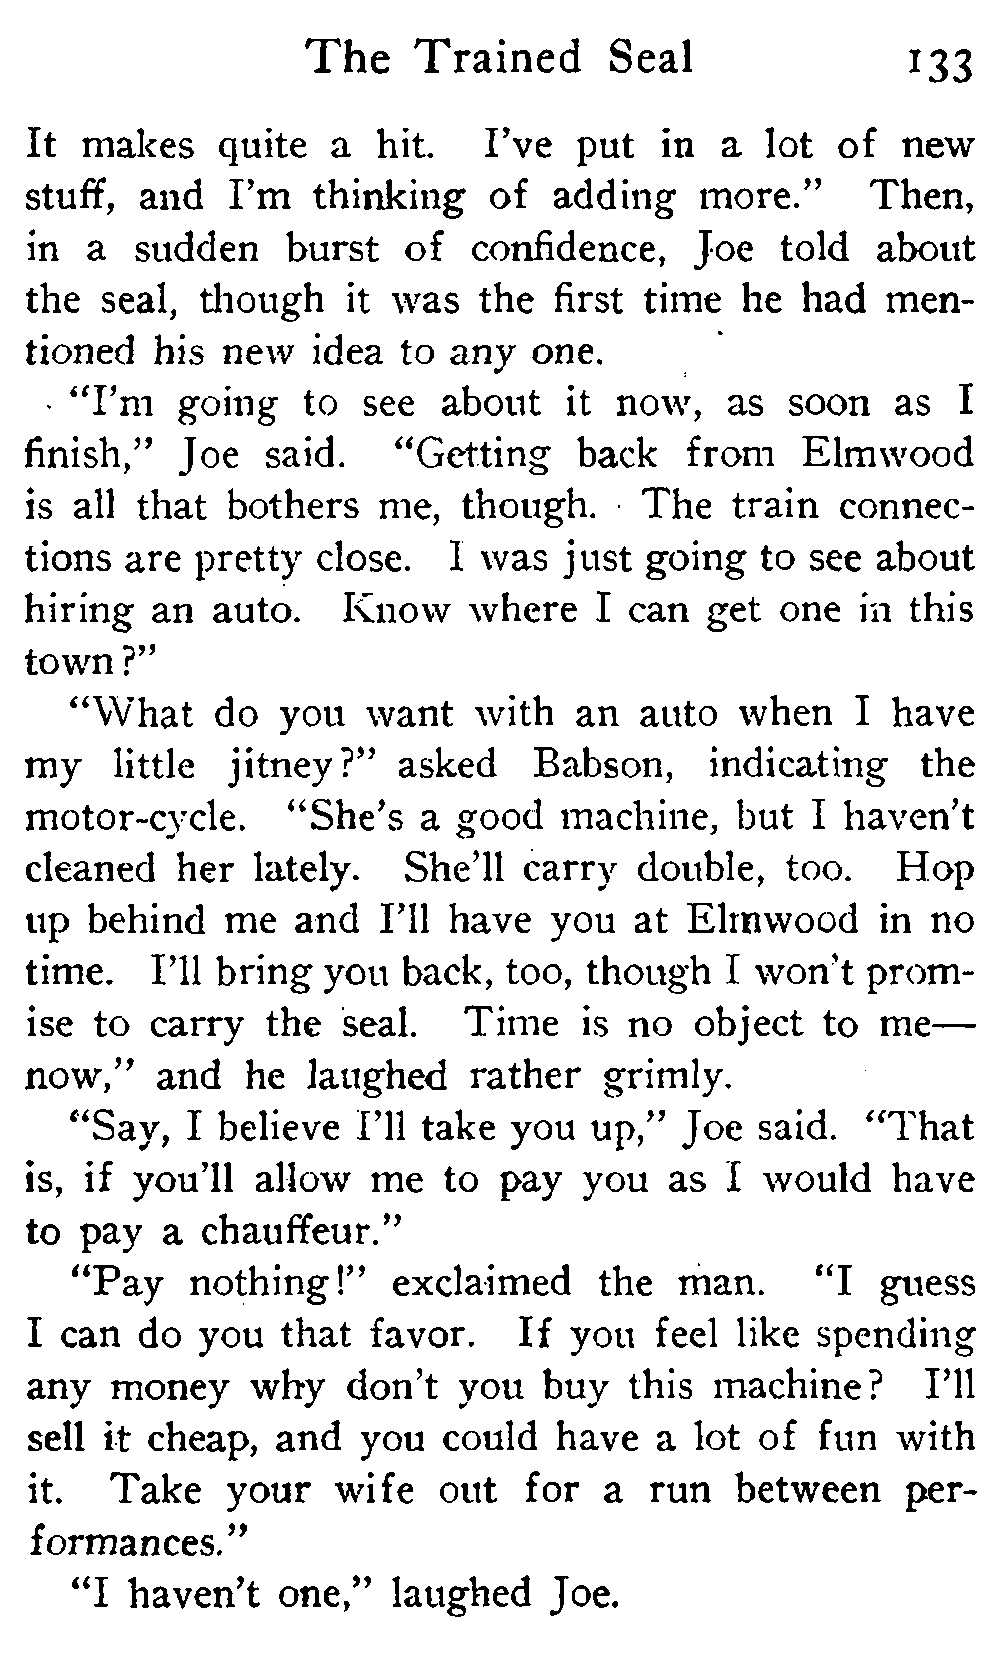 The Trained Seal 133
It makes quite a hit. I've put in a lot of new
stuff, and I'm thinking of adding more." Then,
in a sudden burst of confidence, Joe told about
the seal, though it was the first time he had men-
tioned his new idea to any one.
"I'm going to see about it now, as soon as I
finish," Joe said. "Getting back from Elmwood
is all that bothers me, though. The train connec-
tions are pretty close. I was just going to see about
hiring an auto. Know where I can get one in this
town?"
"What do you want with an auto when I have
my little jitney?" asked Babson, indicating the
motor-cycle. "She's a good machine, but I haven't
cleaned her lately. She'll carry double, too. Hop
up behind me and I'll have you at Elmwood in no
time. I'll bring you back, too, though I won't prom-
ise to carry the seal. Time is no object to me—
now," and he laughed rather grimly.
"Say, I believe I'll take you up," Joe said. "That
is, if you'll allow me to pay you as I would have
to pay a chauffeur."
"Pay nothing!" exclaimed the man. "I guess
I can do you that favor. If you feel like spending
any money why don't you buy this machine? I'll
sell it cheap, and you could have a lot of fun with
it. Take your wife out for a run between per-
formances."
"I haven't one," laughed Joe.